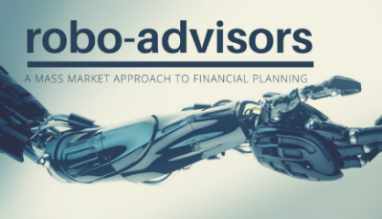 robo-advisors
A MASS MARKET APPROACH TO FINANCIAL PLANNING